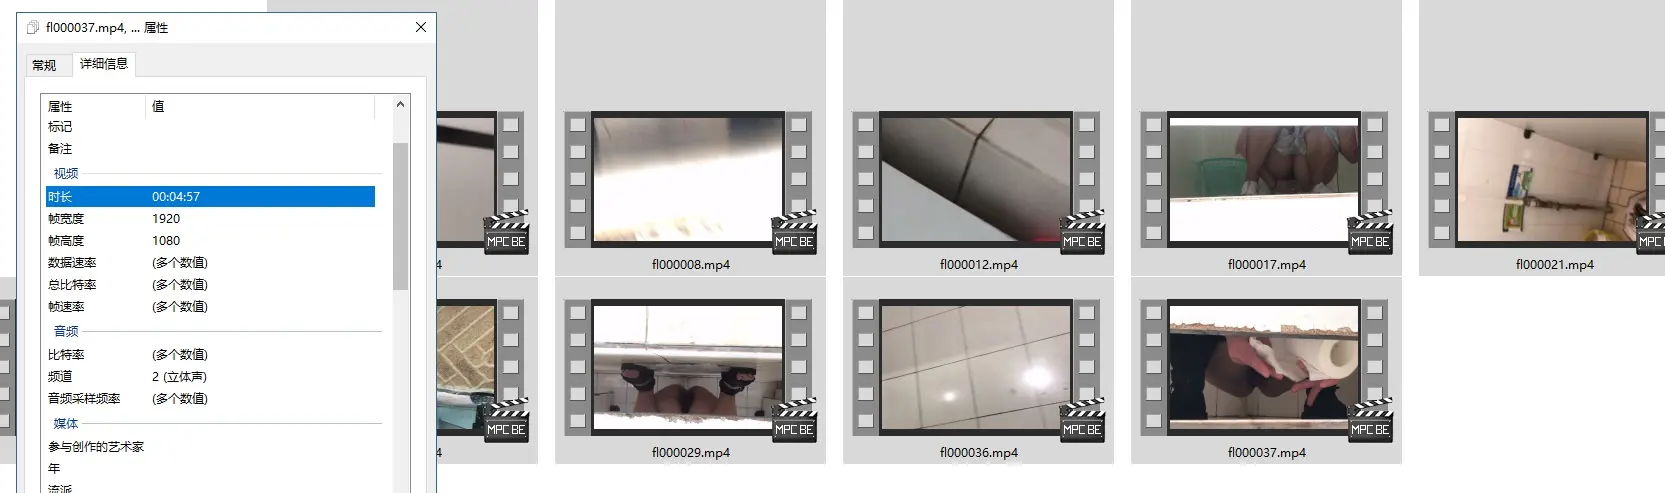 fl000037.mp4, ... 属性
常规
详细信息
属性 值
标记
备注
视频
时长 00:04:57
帧宽度 1920
帧高度 1080
数据速率 (多个数值)
总比特率 (多个数值)
帧速率 (多个数值)
音频
比特率 (多个数值)
频道 2 (立体声)
音频采样频率 (多个数值)
媒体
参与创作的艺术家
年
流派
MPC BE
MPC BE
MPC BE
MPC BE
MPC BE
4
fl000008.mp4
fl000012.mp4
fl000017.mp4
fl000021.mp4
MPC BE
MPC BE
MPC BE
MPC BE
4
fl000029.mp4
fl000036.mp4
fl000037.mp4